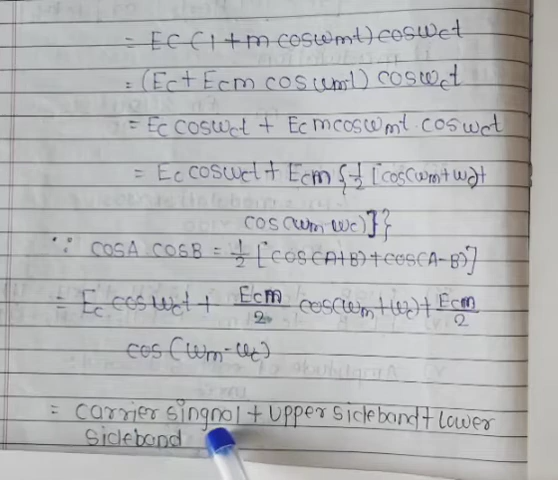 = Ec (1 + m cosωmt) cosωct
= (Ec + Ecm cosωmt) cosωct
= Ec cosωct + Ecm cosωmt · cosωct
= Ec cosωct + Ecm {½ [cos(ωm+ωc)+
cos(ωm-ωc)]}
∵ cosA cosB = ½ [cos(A+B)+cos(A-B)]
= Ec cosωct + Ecm/2 cos(ωm+ωc)+ Ecm/2
cos(ωm-ωc)
= carrier singnal + upper sideband + lower
sideband